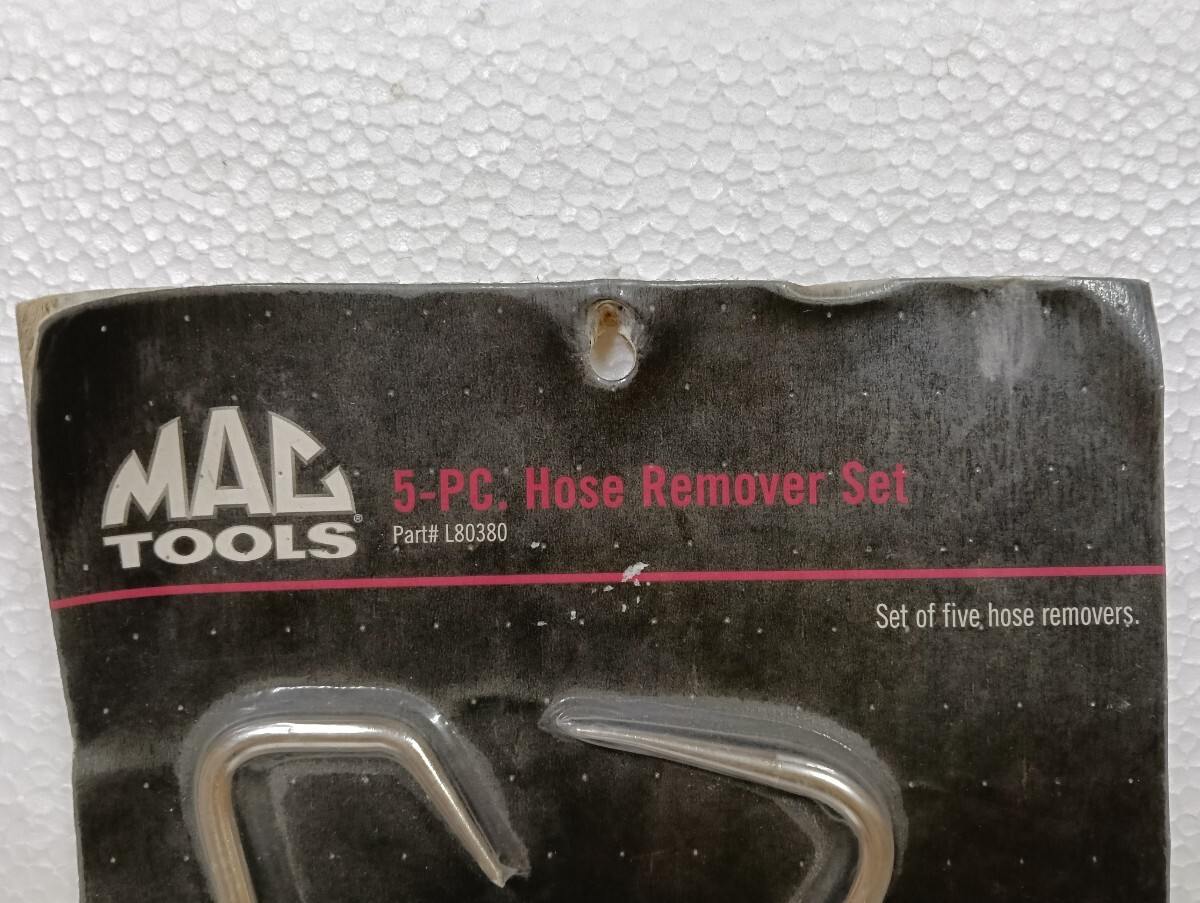 MAC
TOOLS®
5-PC. Hose Remover Set
Part# L80380
Set of five hose removers.